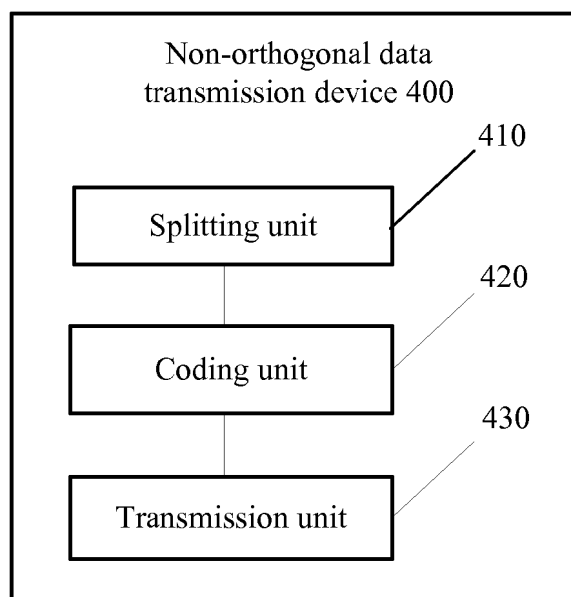 Non-orthogonal data
transmission device 400
410
Splitting unit
420
Coding unit
430
Transmission unit